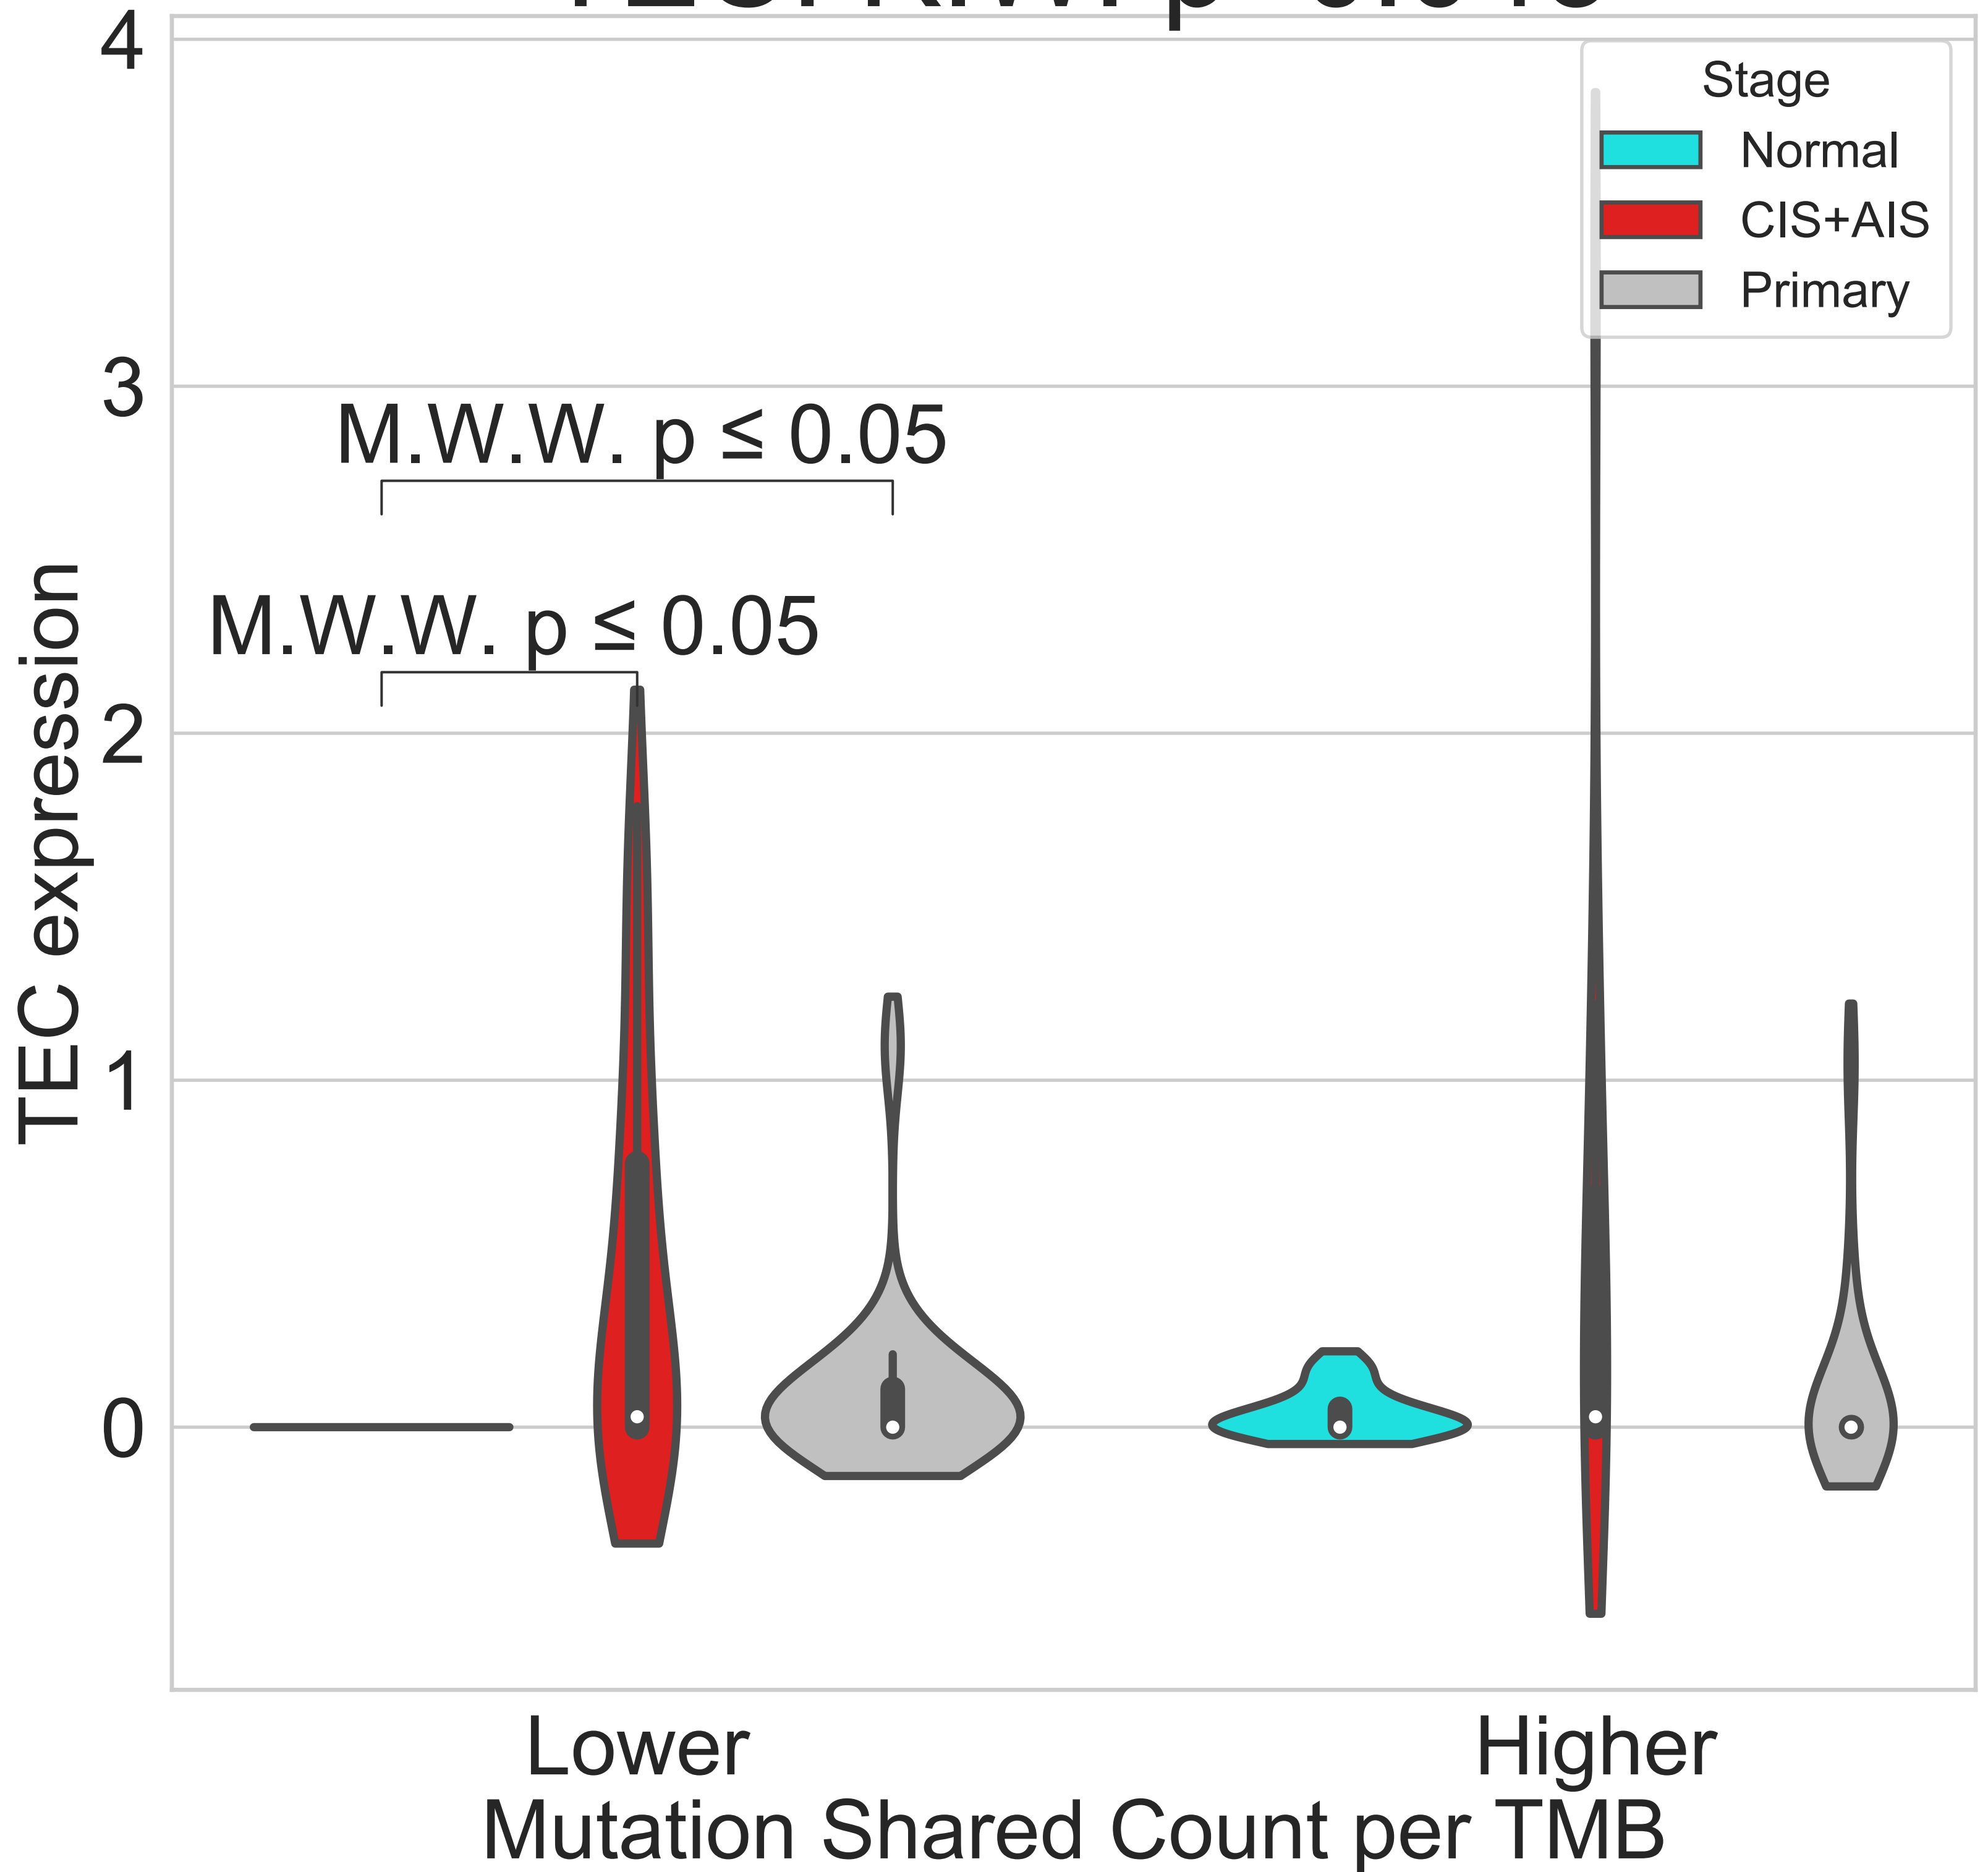 4
Stage
Normal
CIS+AIS
Primary
3
M.W.W. p ≤ 0.05
M.W.W. p ≤ 0.05
TEC expression
2
1
0
Lower
Higher
Mutation Shared Count per TMB